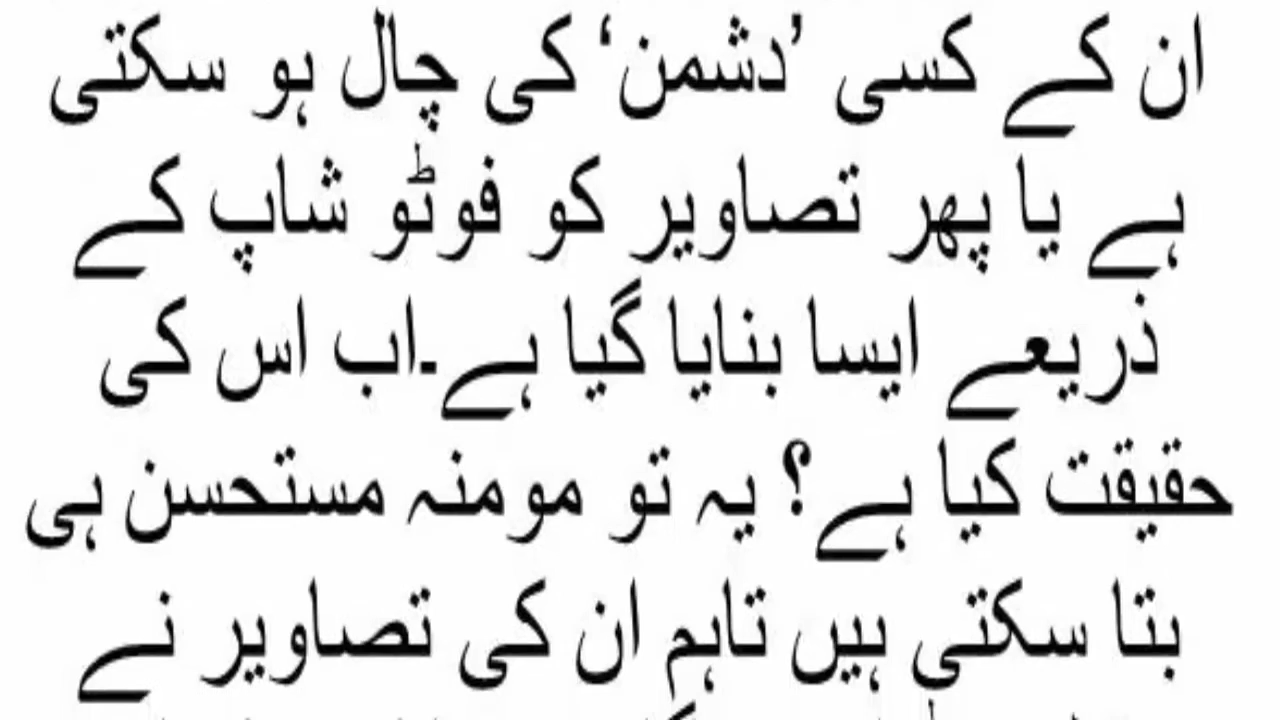 ان کے کسی ’دشمن‘ کی چال ہو سکتی
ہے یا پھر تصاویر کو فوٹو شاپ کے
ذریعے ایسا بنایا گیا ہے۔اب اس کی
حقیقت کیا ہے؟ یہ تو مومنہ مستحسن ہی
بتا سکتی ہیں تاہم ان کی تصاویر نے